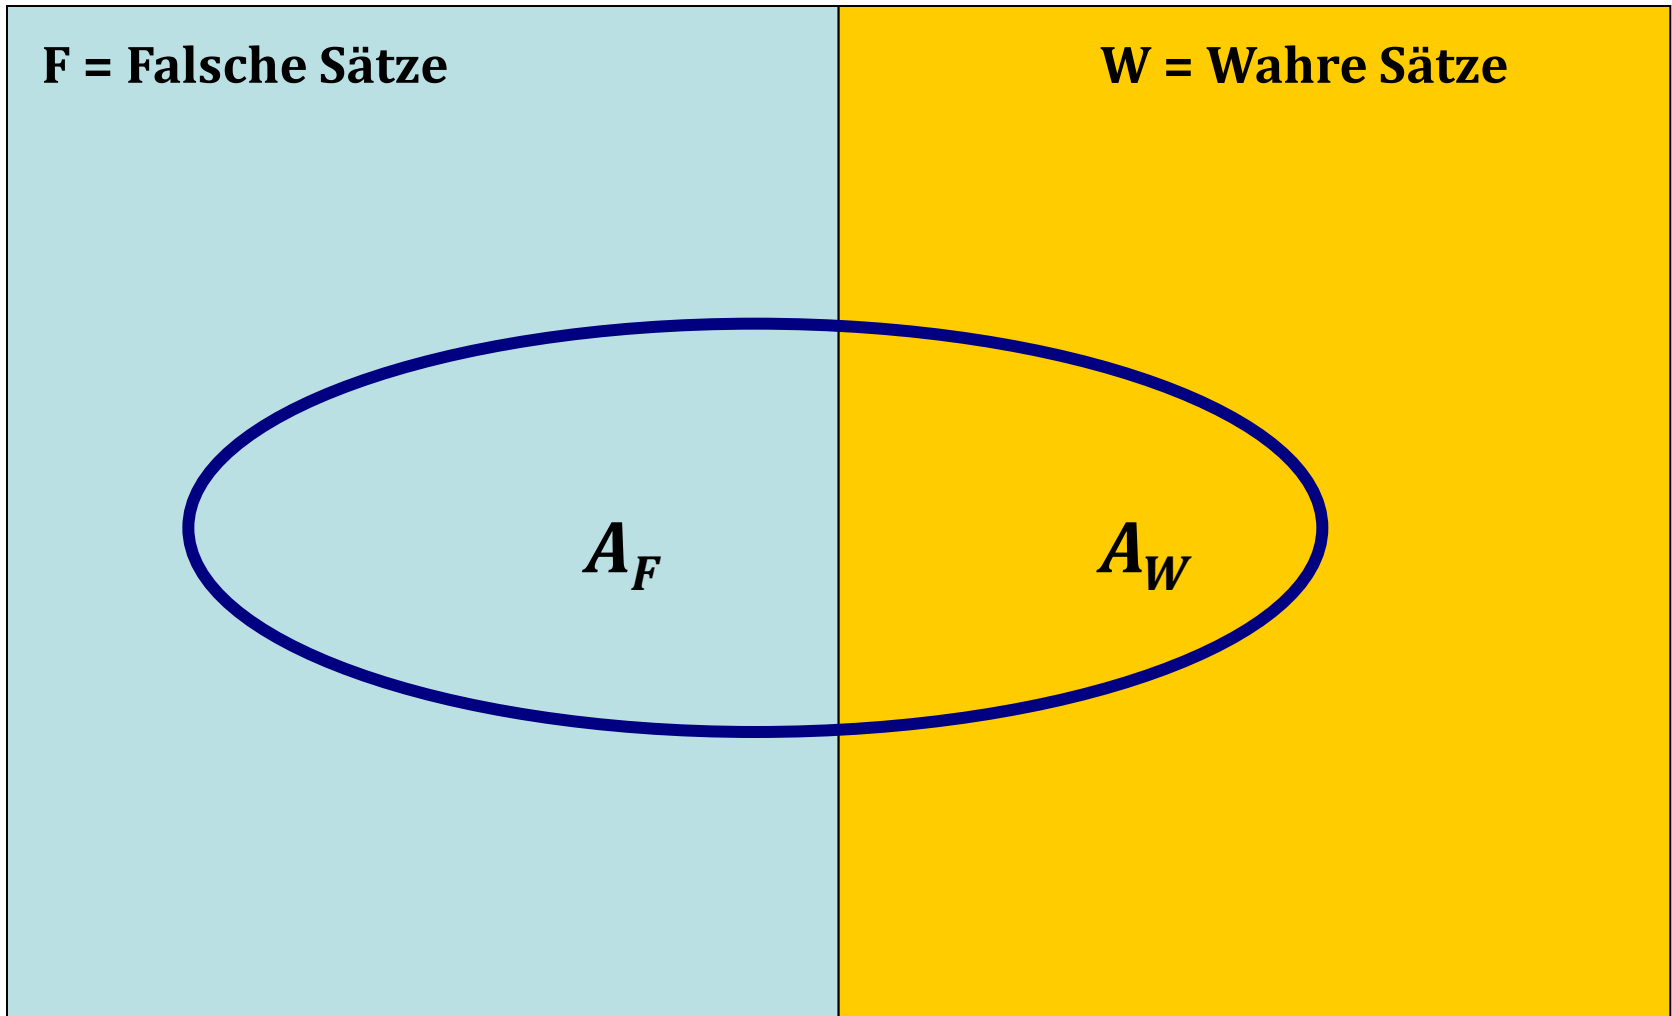 F = Falsche Sätze
W = Wahre Sätze
A_F
A_W